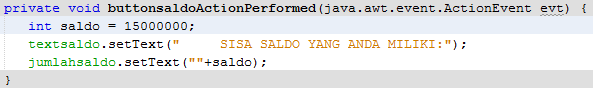 private void buttonsaldoActionPerformed(java.awt.event.ActionEvent evt) {
    int saldo = 15000000;
    textsaldo.setText("     SISA SALDO YANG ANDA MILIKI:");
    jumlahsaldo.setText(""+saldo);
}